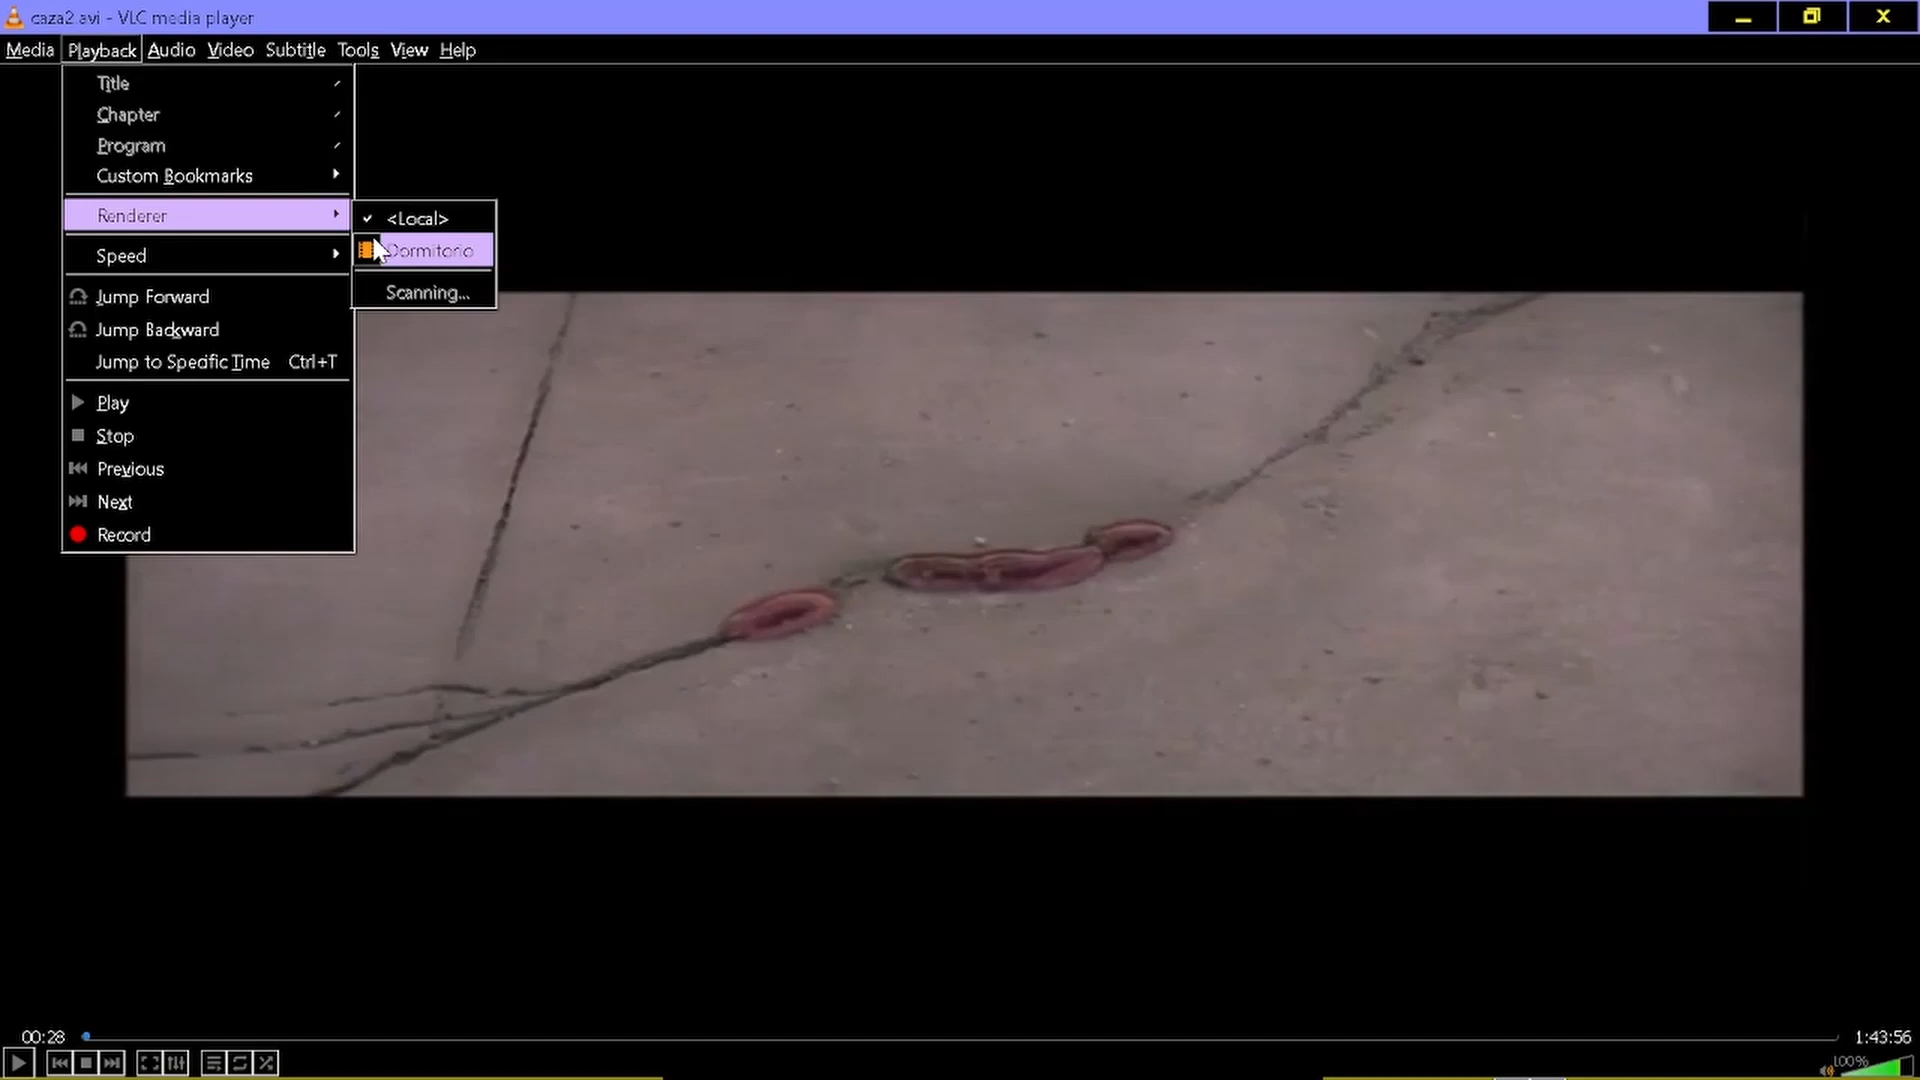 caza2.avi - VLC media player
Media Playback Audio Video Subtitle Tools View Help
Title
Chapter
Program
Custom Bookmarks
Renderer
<Local>
Dormitorio
Scanning...
Speed
Jump Forward
Jump Backward
Jump to Specific Time Ctrl+T
Play
Stop
Previous
Next
Record
00:28
1:43:56
100%